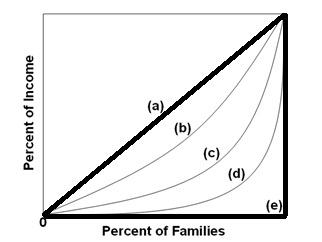 Percent of Income
(a)
(b)
(c)
(d)
(e)
0
Percent of Families